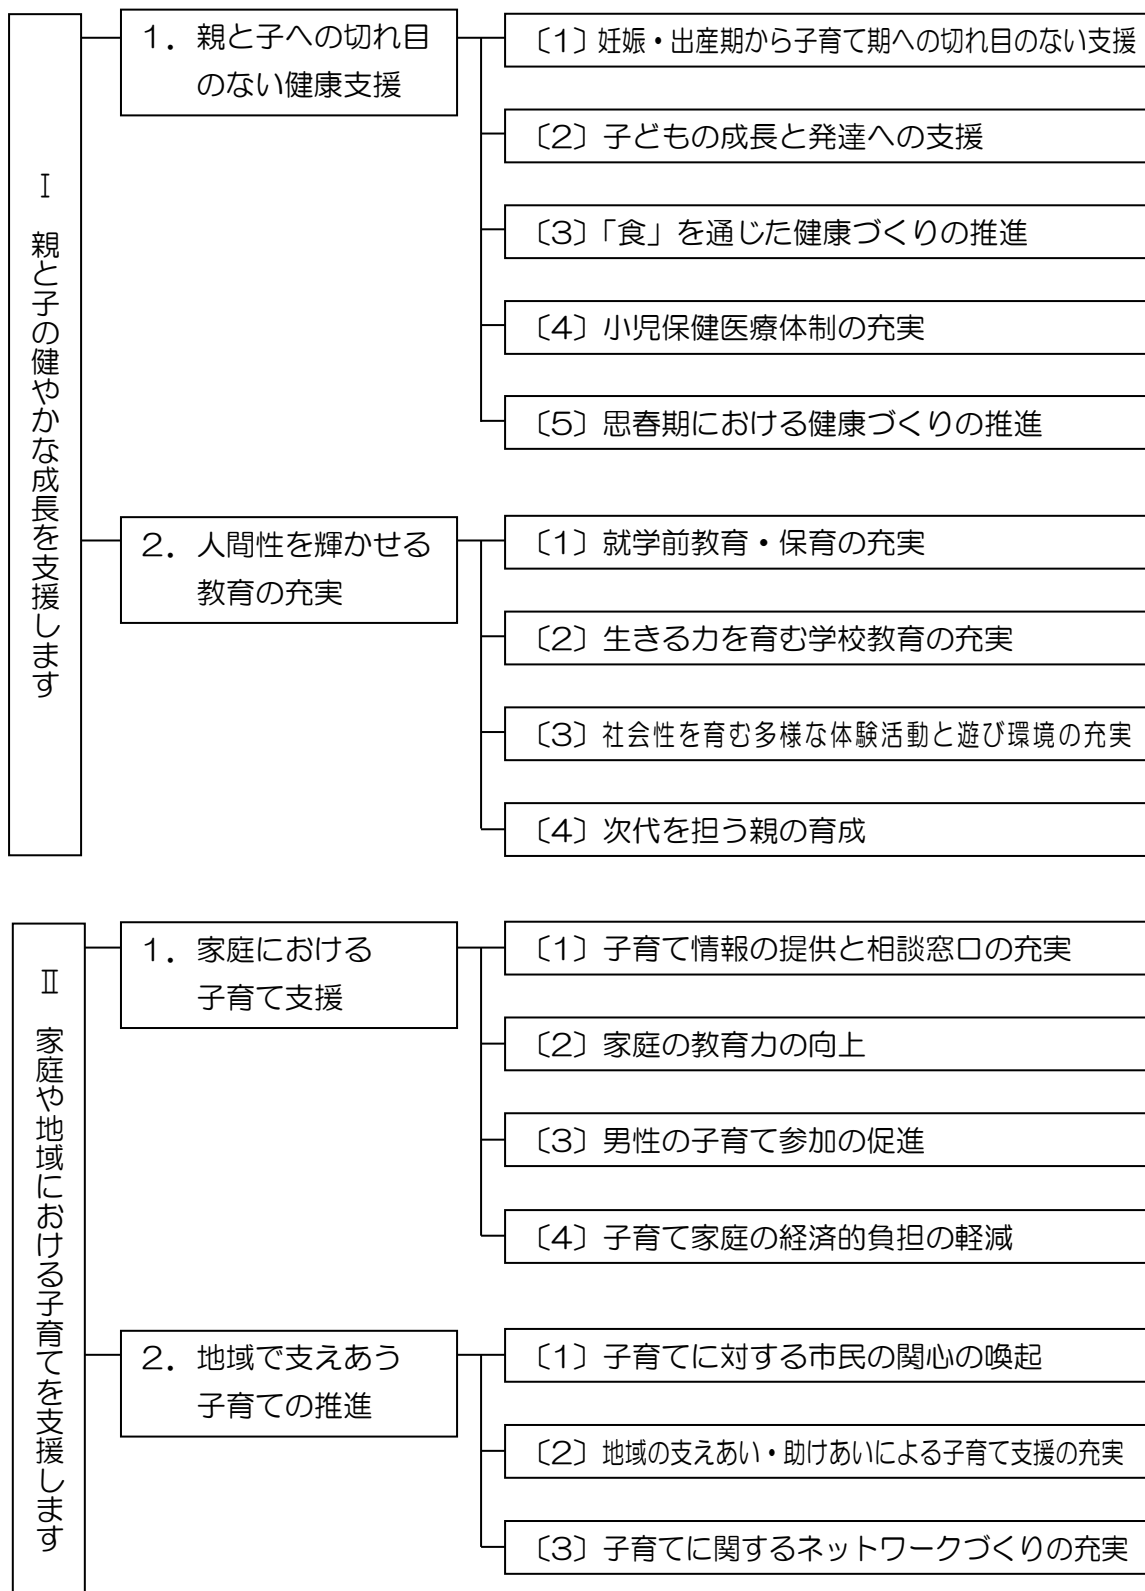 Ⅰ 親と子の健やかな成長を支援します
1．親と子への切れ目
のない健康支援
〔1〕妊娠・出産期から子育て期への切れ目のない支援
〔2〕子どもの成長と発達への支援
〔3〕「食」を通じた健康づくりの推進
〔4〕小児保健医療体制の充実
〔5〕思春期における健康づくりの推進
2．人間性を輝かせる
教育の充実
〔1〕就学前教育・保育の充実
〔2〕生きる力を育む学校教育の充実
〔3〕社会性を育む多様な体験活動と遊び環境の充実
〔4〕次代を担う親の育成
Ⅱ 家庭や地域における子育てを支援します
1．家庭における
子育て支援
〔1〕子育て情報の提供と相談窓口の充実
〔2〕家庭の教育力の向上
〔3〕男性の子育て参加の促進
〔4〕子育て家庭の経済的負担の軽減
2．地域で支えあう
子育ての推進
〔1〕子育てに対する市民の関心の喚起
〔2〕地域の支えあい・助けあいによる子育て支援の充実
〔3〕子育てに関するネットワークづくりの充実